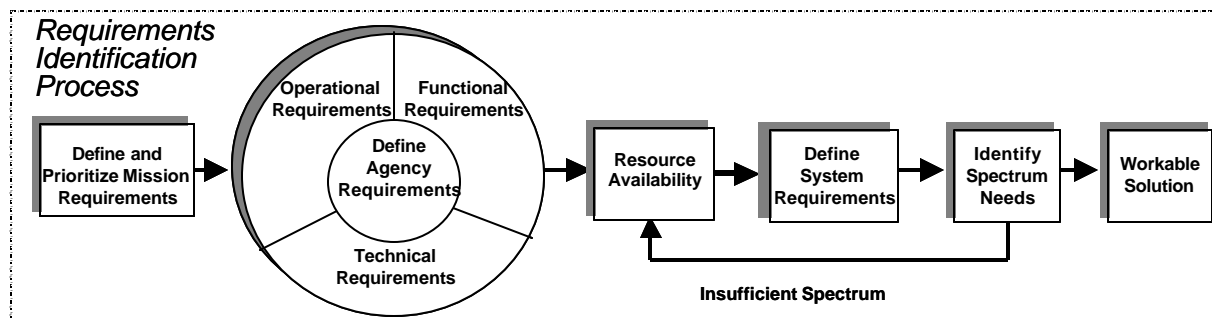 Requirements
Identification
Process
Define and
Prioritize Mission
Requirements
Operational
Requirements
Functional
Requirements
Define
Agency
Requirements
Technical
Requirements
Resource
Availability
Define
System
Requirements
Identify
Spectrum
Needs
Workable
Solution
Insufficient Spectrum